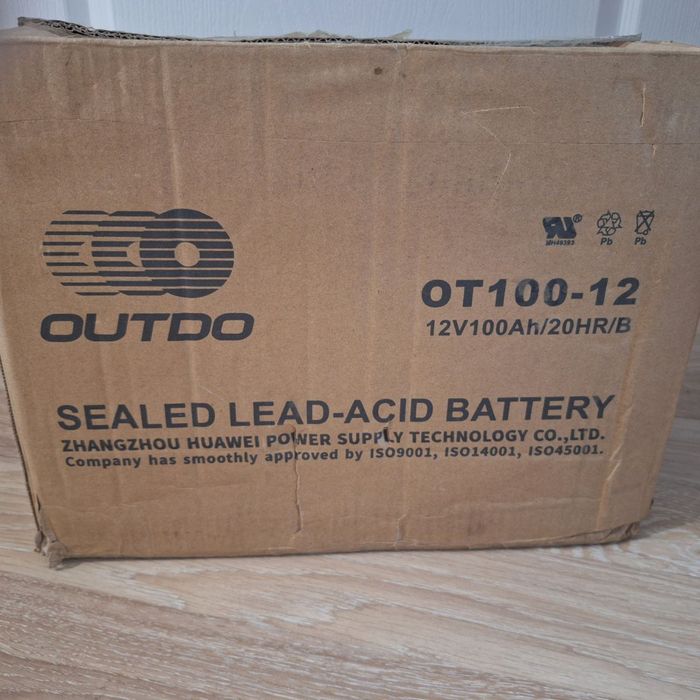 OUTDO
MH49393
Pb
Pb
OT100-12
12V100Ah/20HR/B
SEALED LEAD-ACID BATTERY
ZHANGZHOU HUAWEI POWER SUPPLY TECHNOLOGY CO.,LTD.
Company has smoothly approved by ISO9001, ISO14001, ISO45001.